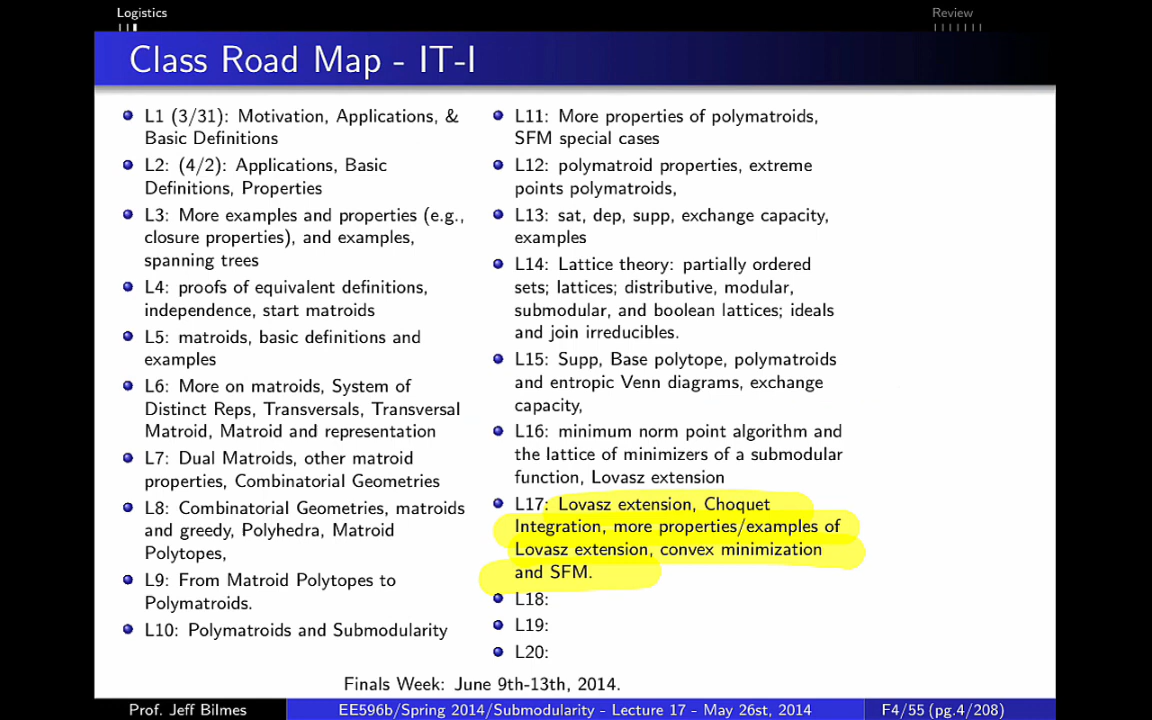 Logistics
Review
Class Road Map - IT-I
L1 (3/31): Motivation, Applications, &
Basic Definitions
L2: (4/2): Applications, Basic
Definitions, Properties
L3: More examples and properties (e.g.,
closure properties), and examples,
spanning trees
L4: proofs of equivalent definitions,
independence, start matroids
L5: matroids, basic definitions and
examples
L6: More on matroids, System of
Distinct Reps, Transversals, Transversal
Matroid, Matroid and representation
L7: Dual Matroids, other matroid
properties, Combinatorial Geometries
L8: Combinatorial Geometries, matroids
and greedy, Polyhedra, Matroid
Polytopes,
L9: From Matroid Polytopes to
Polymatroids.
L10: Polymatroids and Submodularity
L11: More properties of polymatroids,
SFM special cases
L12: polymatroid properties, extreme
points polymatroids,
L13: sat, dep, supp, exchange capacity,
examples
L14: Lattice theory: partially ordered
sets; lattices; distributive, modular,
submodular, and boolean lattices; ideals
and join irreducibles.
L15: Supp, Base polytope, polymatroids
and entropic Venn diagrams, exchange
capacity,
L16: minimum norm point algorithm and
the lattice of minimizers of a submodular
function, Lovasz extension
L17: Lovasz extension, Choquet
Integration, more properties/examples of
Lovasz extension, convex minimization
and SFM.
L18:
L19:
L20:
Finals Week: June 9th-13th, 2014.
Prof. Jeff Bilmes
EE596b/Spring 2014/Submodularity - Lecture 17 - May 26st, 2014
F4/55 (pg.4/208)